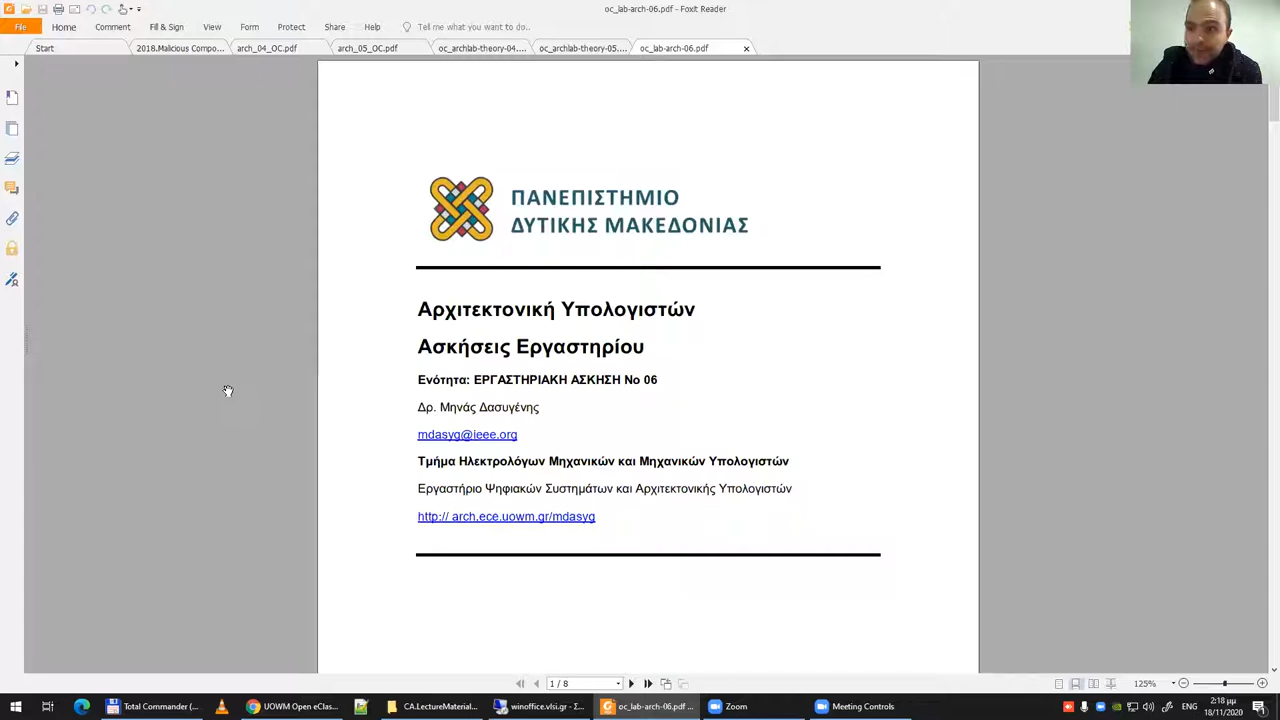 oc_lab-arch-06.pdf - Foxit Reader
File Home Comment Fill & Sign View Form Protect Share Help Tell me what you want to do..
Start 2018.Malicious Compo... arch_04_OC.pdf arch_05_OC.pdf oc_archlab-theory-04.... oc_archlab-theory-05.... oc_lab-arch-06.pdf
ΠΑΝΕΠΙΣΤΗΜΙΟ
ΔΥΤΙΚΗΣ ΜΑΚΕΔΟΝΙΑΣ
Αρχιτεκτονική Υπολογιστών
Ασκήσεις Εργαστηρίου
Ενότητα: ΕΡΓΑΣΤΗΡΙΑΚΗ ΑΣΚΗΣΗ Νο 06
Δρ. Μηνάς Δασυγένης
mdasyg@ieee.org
Τμήμα Ηλεκτρολόγων Μηχανικών και Μηχανικών Υπολογιστών
Εργαστήριο Ψηφιακών Συστημάτων και Αρχιτεκτονικής Υπολογιστών
http:// arch.ece.uowm.gr/mdasyg
1 / 8
125%
Total Commander (... UOWM Open eClas... CA.LectureMaterial... winoffice.vlsi.gr - ... oc_lab-arch-06.pdf ... Zoom Meeting Controls
2:18 μμ
18/11/2020